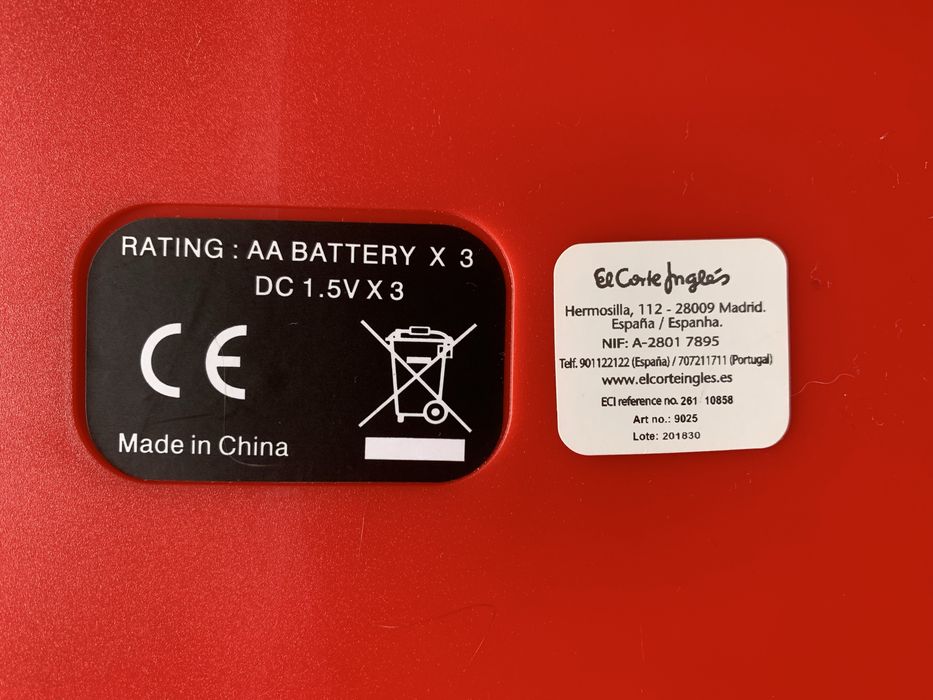 RATING : AA BATTERY X 3
DC 1.5V X 3
CE
Made in China
El Corte Inglés
Hermosilla, 112 - 28009 Madrid.
España / Espanha.
NIF: A-2801 7895
Telf. 901122122 (España) / 707211711 (Portugal)
www.elcorteingles.es
ECI reference no. 261 10858
Art no.: 9025
Lote: 201830